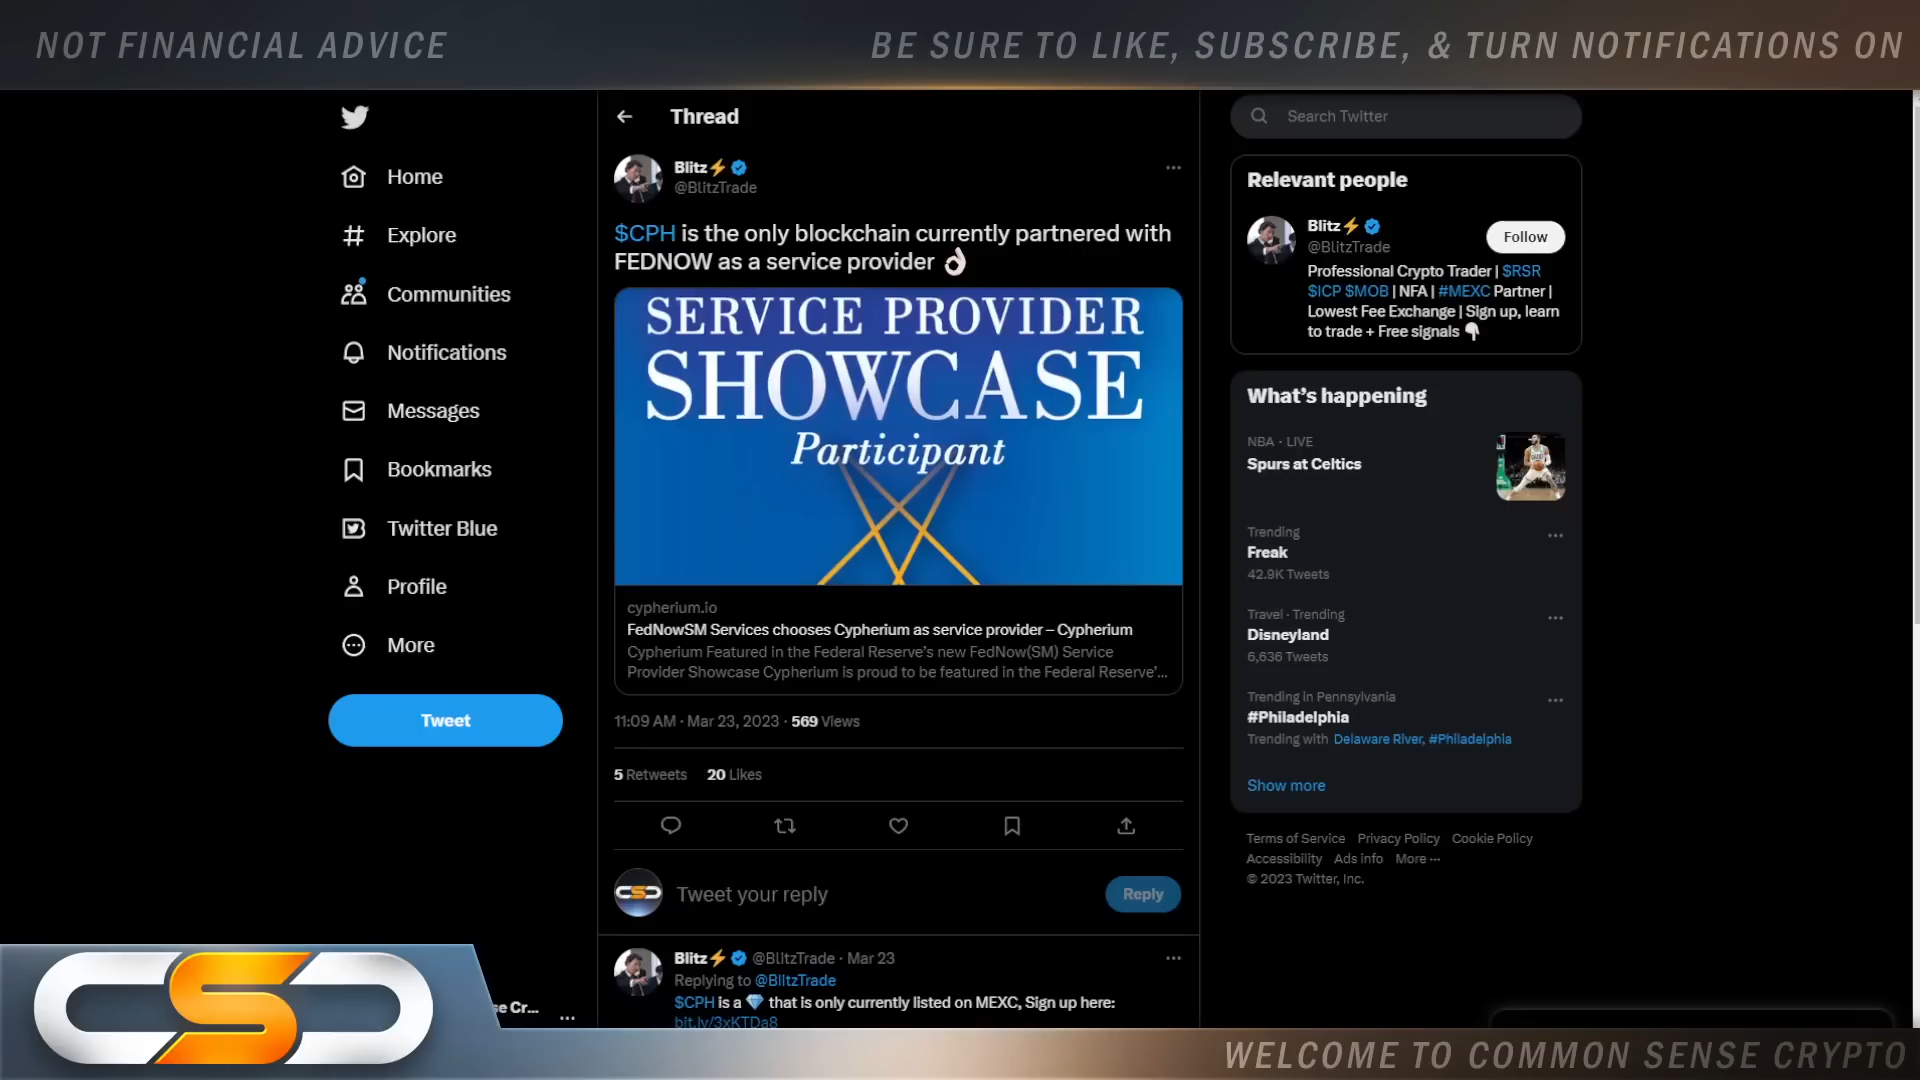 NOT FINANCIAL ADVICE
BE SURE TO LIKE, SUBSCRIBE, & TURN NOTIFICATIONS ON
Home
Explore
Communities
Notifications
Messages
Bookmarks
Twitter Blue
Profile
More
Tweet
Thread
Blitz⚡
@BlitzTrade
$CPH is the only blockchain currently partnered with
FEDNOW as a service provider 👌🏻
SERVICE PROVIDER
SHOWCASE
Participant
cypherium.io
FedNowSM Services chooses Cypherium as service provider – Cypherium
Cypherium Featured in the Federal Reserve's new FedNow(SM) Service
Provider Showcase Cypherium is proud to be featured in the Federal Reserve'...
11:09 AM · Mar 23, 2023 · 569 Views
5 Retweets 20 Likes
Tweet your reply
Reply
Blitz⚡ @BlitzTrade · Mar 23
Replying to @BlitzTrade
$CPH is a 💎 that is only currently listed on MEXC, Sign up here:
bit.ly/3xKTDa8
Search Twitter
Relevant people
Blitz⚡
@BlitzTrade
Follow
Professional Crypto Trader | $RSR
$ICP $MOB | NFA | #MEXC Partner |
Lowest Fee Exchange | Sign up, learn
to trade + Free signals 👇🏻
What's happening
NBA · LIVE
Spurs at Celtics
Trending
Freak
42.9K Tweets
Travel · Trending
Disneyland
6,636 Tweets
Trending in Pennsylvania
#Philadelphia
Trending with Delaware River, #Philadelphia
Show more
Terms of Service Privacy Policy Cookie Policy
Accessibility Ads info More ···
© 2023 Twitter, Inc.
CSC
se Cr...
WELCOME TO COMMON SENSE CRYPTO